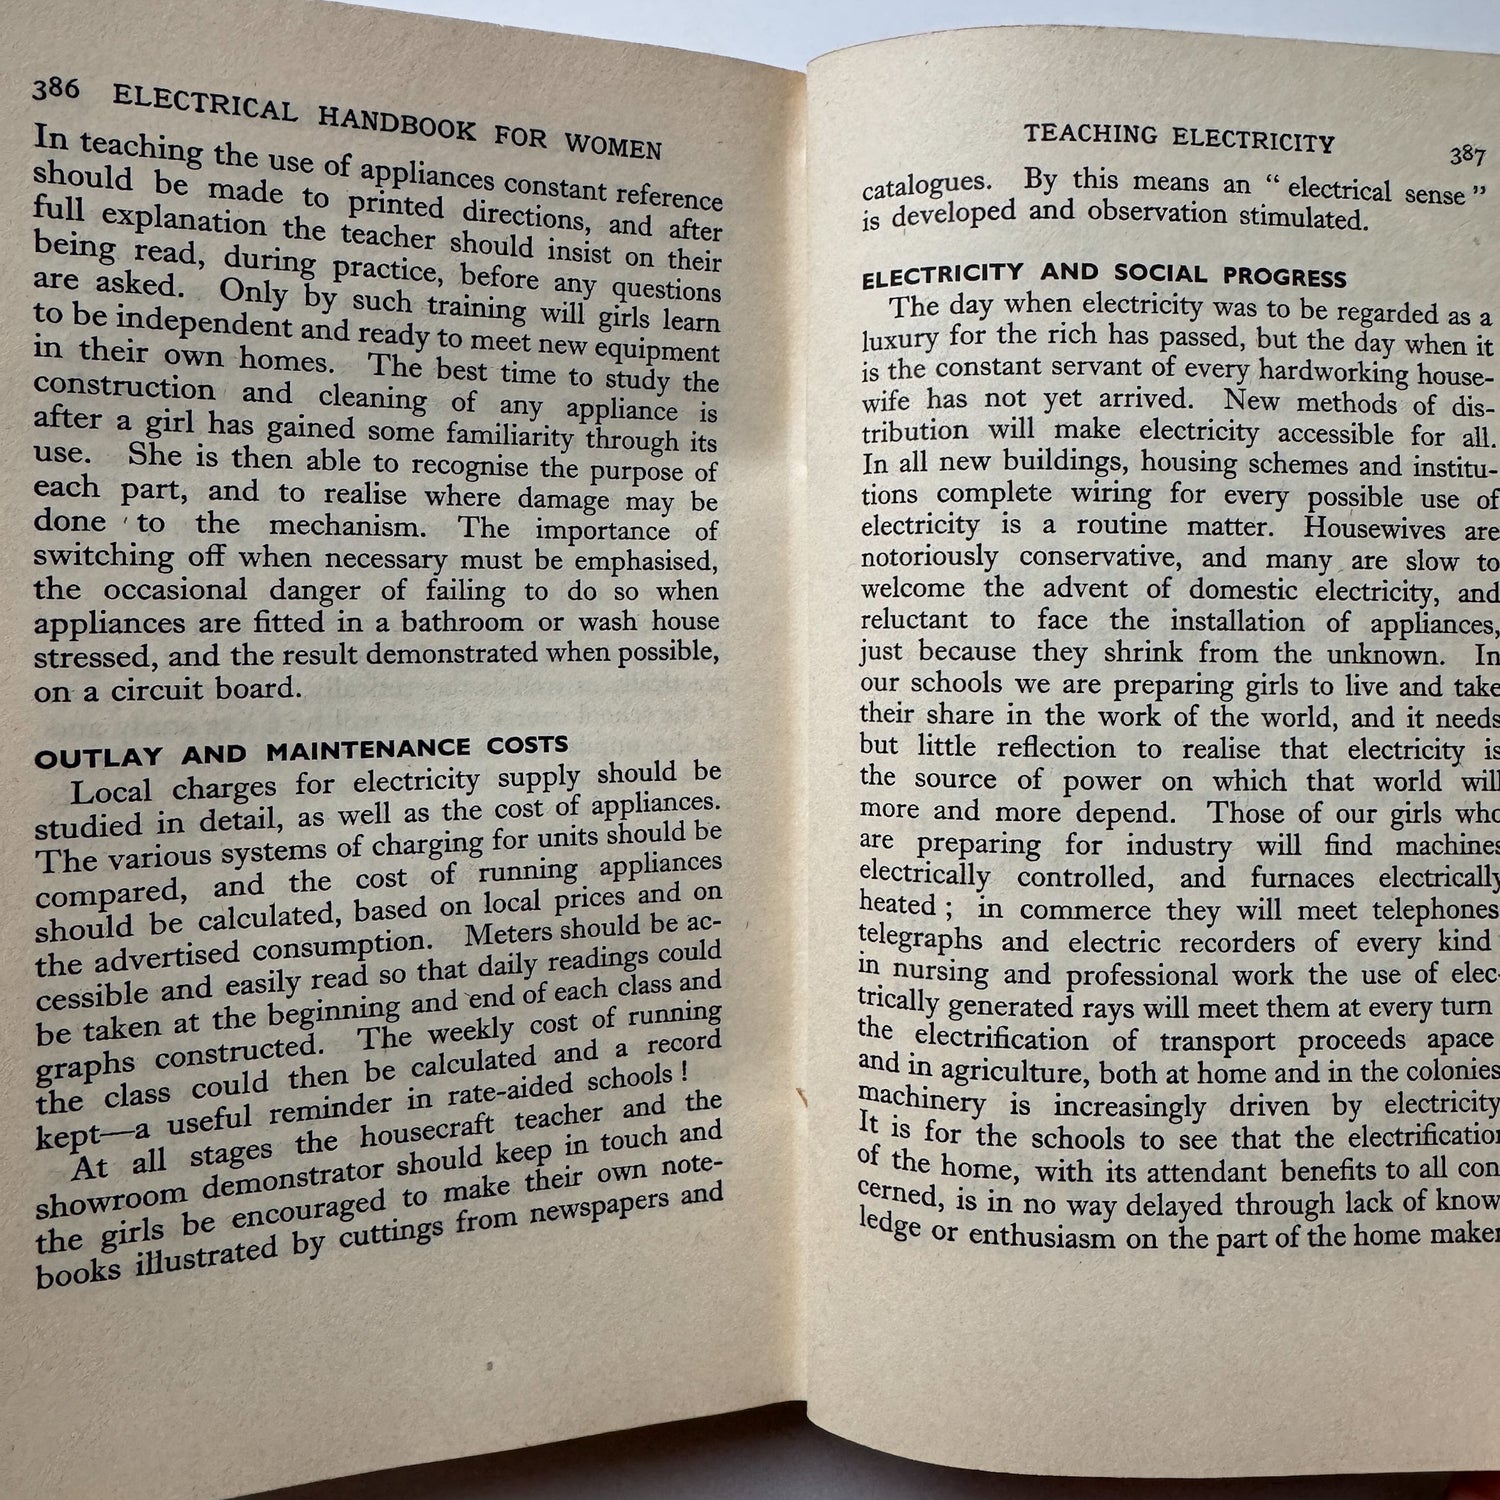 386 ELECTRICAL HANDBOOK FOR WOMEN
In teaching the use of appliances constant reference
should be made to printed directions, and after
full explanation the teacher should insist on their
being read, during practice, before any questions
are asked. Only by such training will girls learn
to be independent and ready to meet new equipment
in their own homes. The best time to study the
construction and cleaning of any appliance is
after a girl has gained some familiarity through its
use. She is then able to recognise the purpose of
each part, and to realise where damage may be
done to the mechanism. The importance of
switching off when necessary must be emphasised,
the occasional danger of failing to do so when
appliances are fitted in a bathroom or wash house
stressed, and the result demonstrated when possible,
on a circuit board.
OUTLAY AND MAINTENANCE COSTS
Local charges for electricity supply should be
studied in detail, as well as the cost of appliances.
The various systems of charging for units should be
compared, and the cost of running appliances
should be calculated, based on local prices and on
the advertised consumption. Meters should be ac-
cessible and easily read so that daily readings could
be taken at the beginning and end of each class and
graphs constructed. The weekly cost of running
the class could then be calculated and a record
kept—a useful reminder in rate-aided schools !
At all stages the housecraft teacher and the
showroom demonstrator should keep in touch and
the girls be encouraged to make their own note-
books illustrated by cuttings from newspapers and
TEACHING ELECTRICITY 387
catalogues. By this means an “ electrical sense ”
is developed and observation stimulated.
ELECTRICITY AND SOCIAL PROGRESS
The day when electricity was to be regarded as a
luxury for the rich has passed, but the day when it
is the constant servant of every hardworking house-
wife has not yet arrived. New methods of dis-
tribution will make electricity accessible for all.
In all new buildings, housing schemes and institu-
tions complete wiring for every possible use of
electricity is a routine matter. Housewives are
notoriously conservative, and many are slow to
welcome the advent of domestic electricity, and
reluctant to face the installation of appliances,
just because they shrink from the unknown. In
our schools we are preparing girls to live and take
their share in the work of the world, and it needs
but little reflection to realise that electricity is
the source of power on which that world will
more and more depend. Those of our girls who
are preparing for industry will find machines
electrically controlled, and furnaces electrically
heated ; in commerce they will meet telephones
telegraphs and electric recorders of every kind
in nursing and professional work the use of elec-
trically generated rays will meet them at every turn
the electrification of transport proceeds apace
and in agriculture, both at home and in the colonies
machinery is increasingly driven by electricity
It is for the schools to see that the electrification
of the home, with its attendant benefits to all con
cerned, is in no way delayed through lack of know
ledge or enthusiasm on the part of the home maker